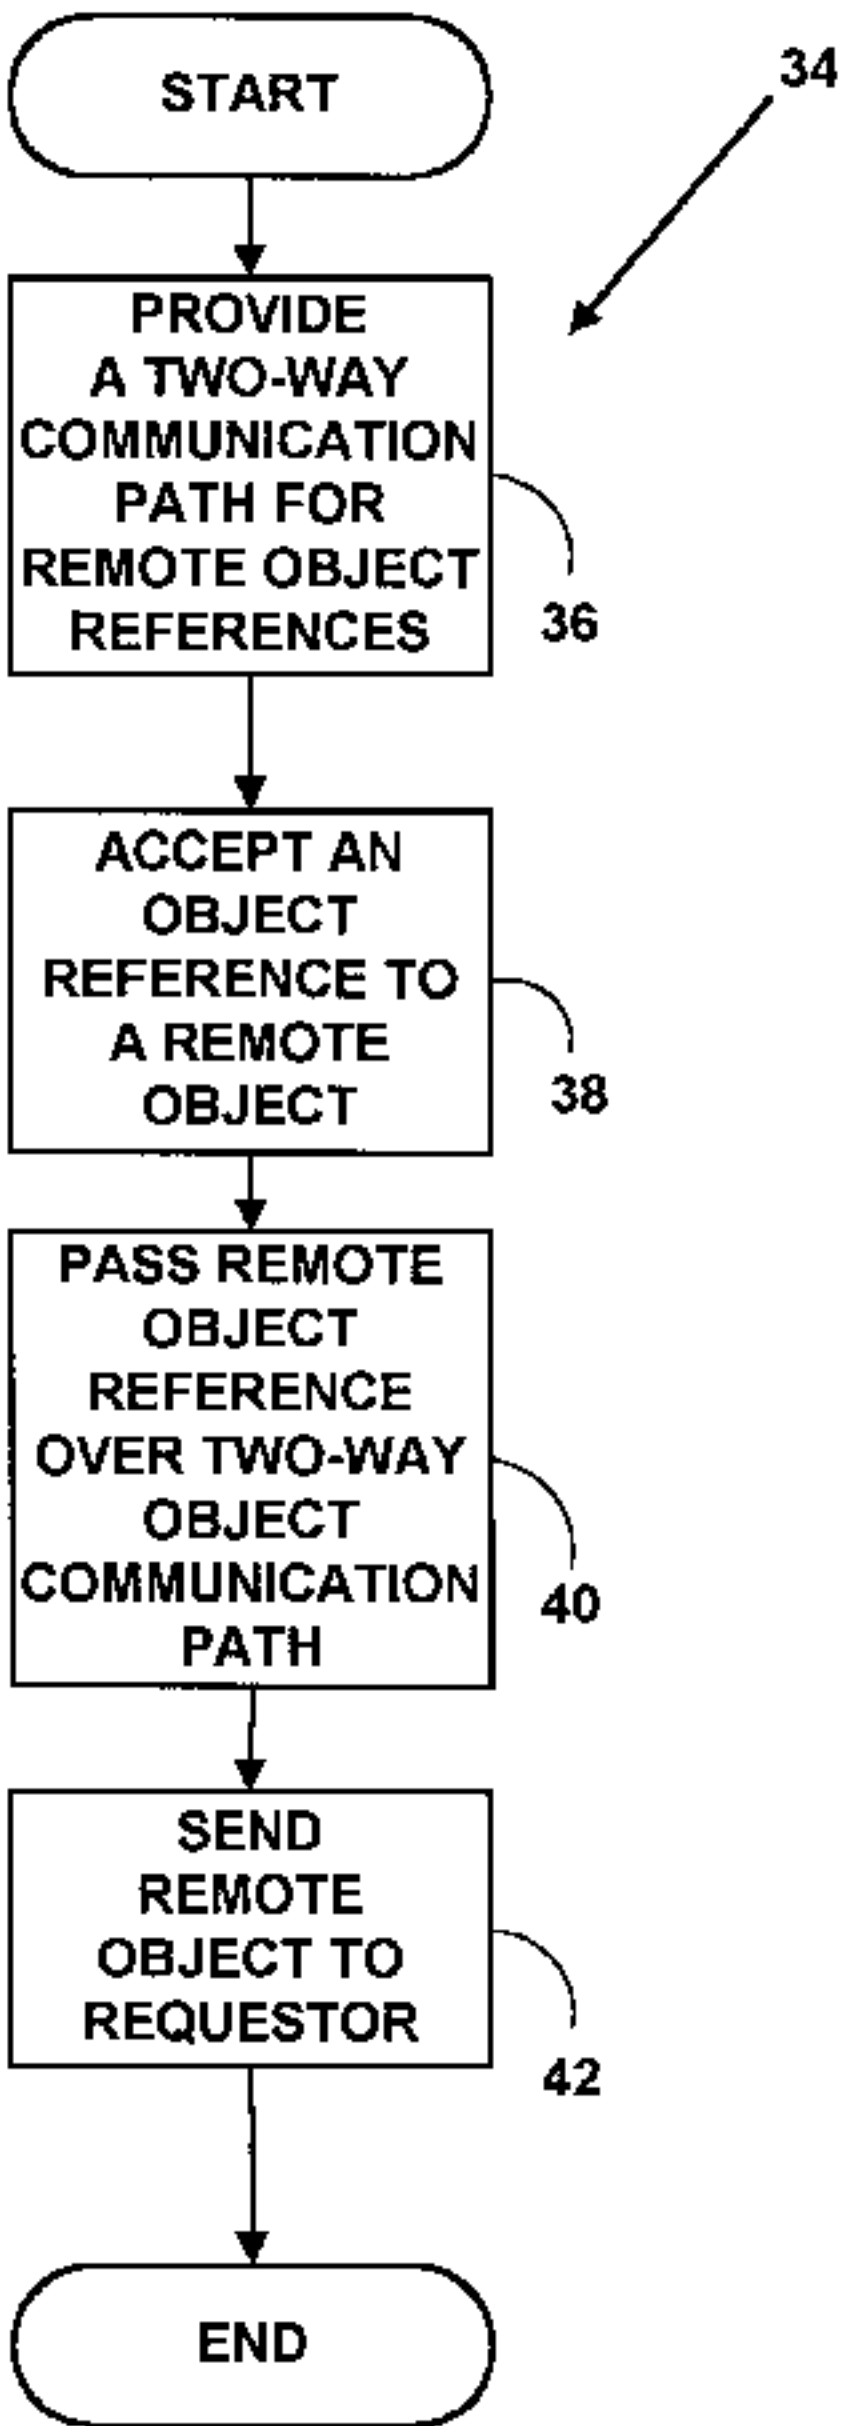 START
34
PROVIDE
A TWO-WAY
COMMUNICATION
PATH FOR
REMOTE OBJECT
REFERENCES
36
ACCEPT AN
OBJECT
REFERENCE TO
A REMOTE
OBJECT
38
PASS REMOTE
OBJECT
REFERENCE
OVER TWO-WAY
OBJECT
COMMUNICATION
PATH
40
SEND
REMOTE
OBJECT TO
REQUESTOR
42
END